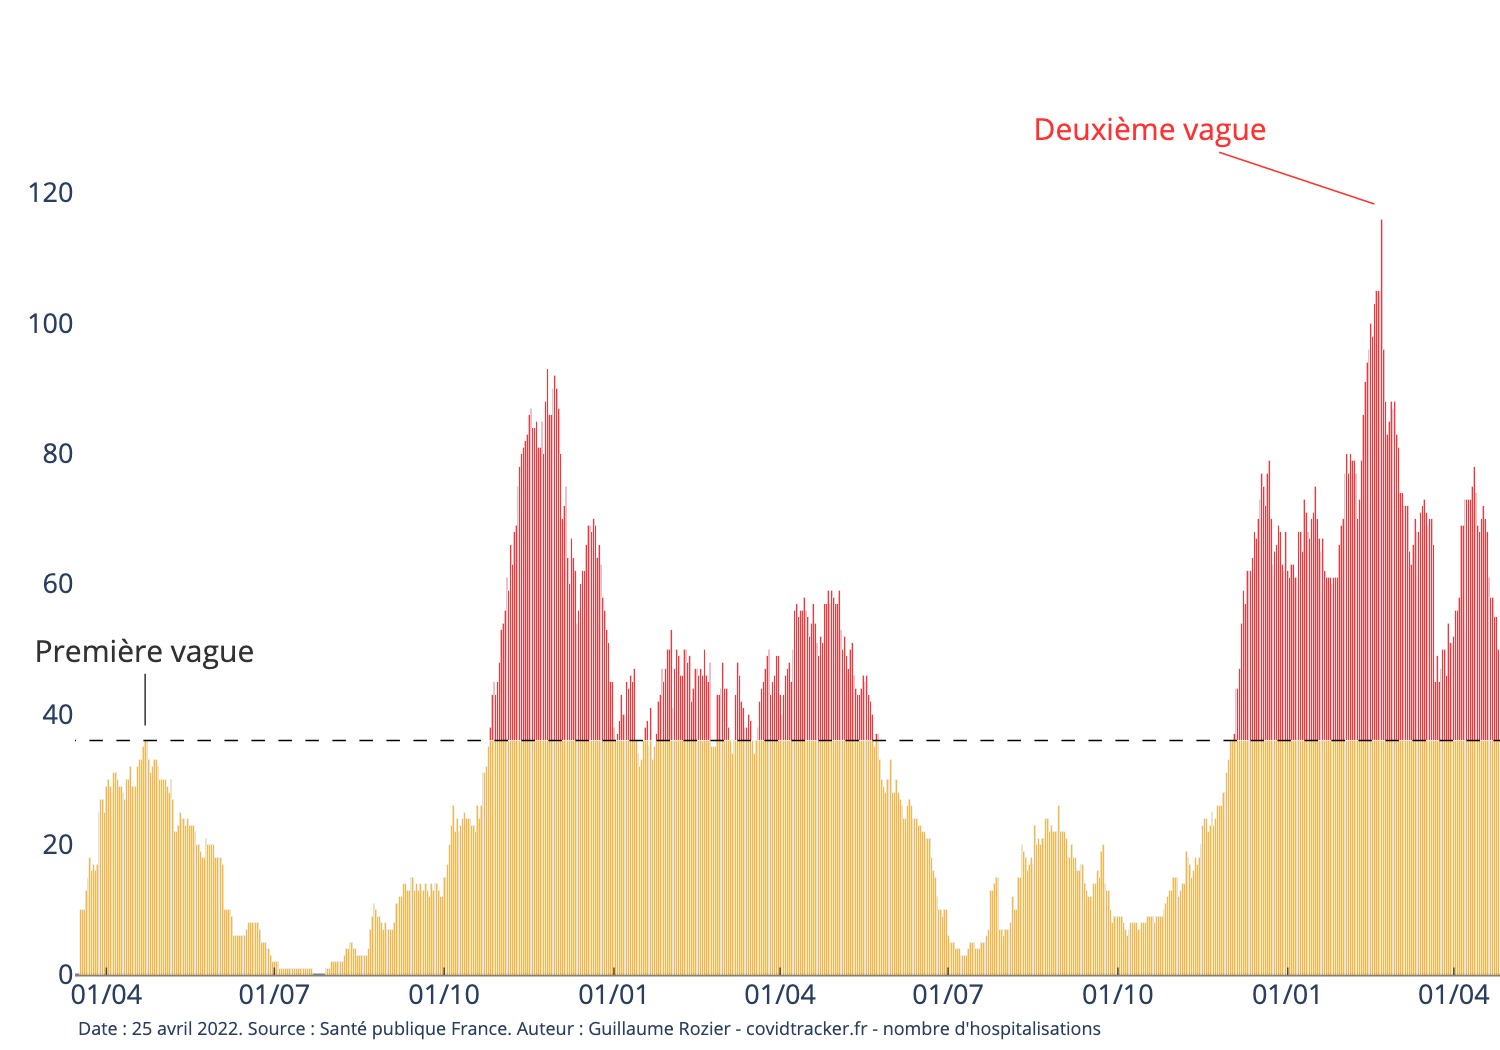 Deuxième vague
120
100
80
60
Première vague
40
20
0
01/04 01/07 01/10 01/01 01/04 01/07 01/10 01/01 01/04
Date : 25 avril 2022. Source : Santé publique France. Auteur : Guillaume Rozier - covidtracker.fr - nombre d'hospitalisations